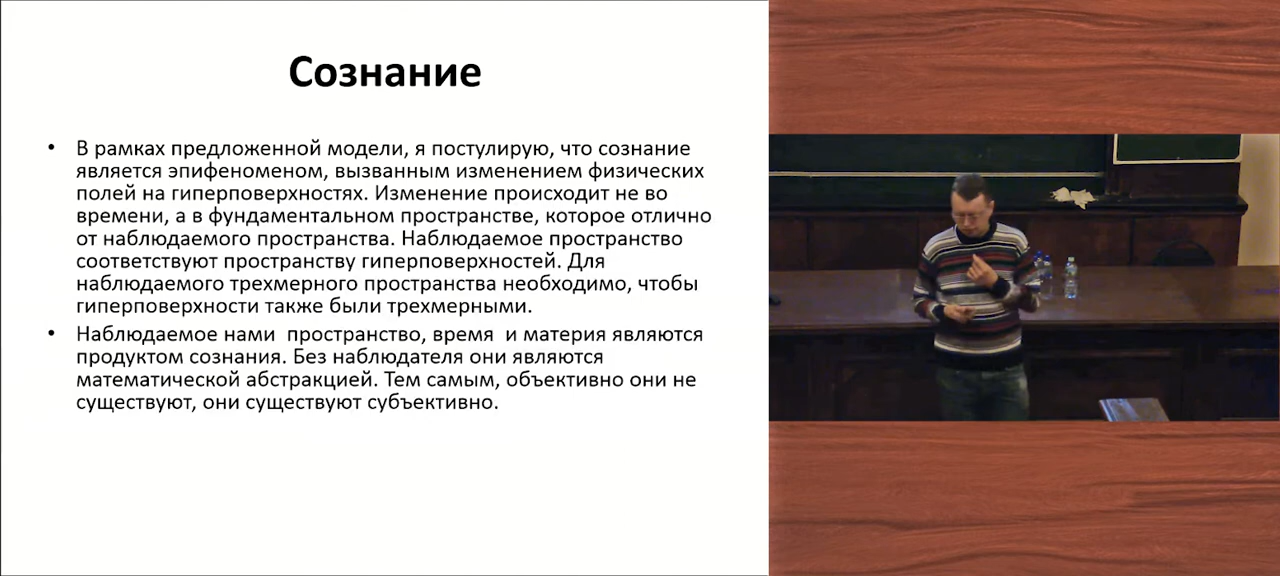 Сознание
• В рамках предложенной модели, я постулирую, что сознание
является эпифеноменом, вызванным изменением физических
полей на гиперповерхностях. Изменение происходит не во
времени, а в фундаментальном пространстве, которое отлично
от наблюдаемого пространства. Наблюдаемое пространство
соответствуют пространству гиперповерхностей. Для
наблюдаемого трехмерного пространства необходимо, чтобы
гиперповерхности также были трехмерными.
• Наблюдаемое нами пространство, время и материя являются
продуктом сознания. Без наблюдателя они являются
математической абстракцией. Тем самым, объективно они не
существуют, они существуют субъективно.